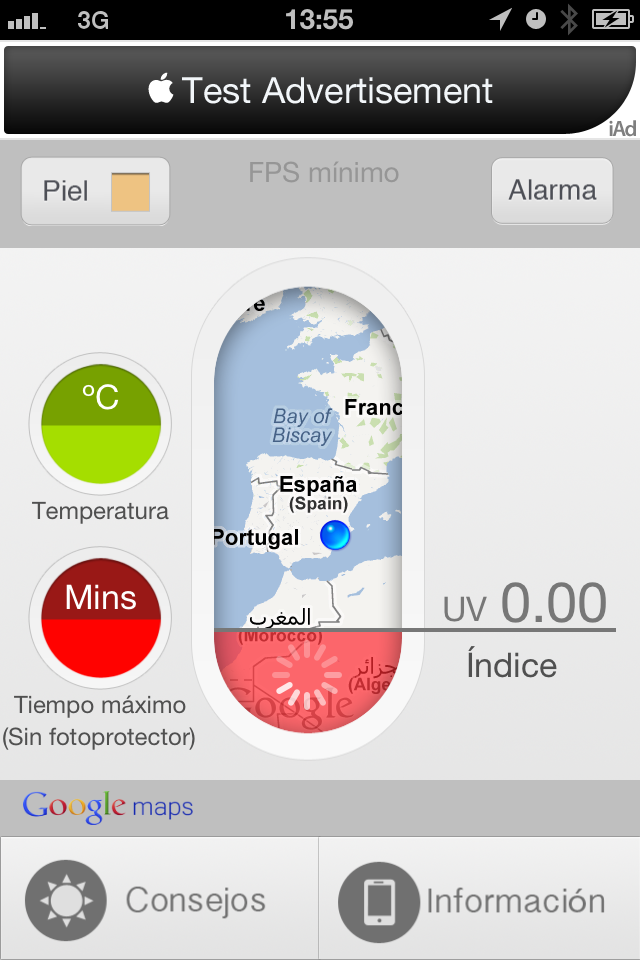 3G 13:55
Test Advertisement
iAd
Piel
FPS mínimo
Alarma
Franc
Bay of
Biscay
España
(Spain)
Portugal
المغرب
(Morocco)
جزائر
(Alge
Google
ºC
Temperatura
Mins
Tiempo máximo
(Sin fotoprotector)
UV 0.00
Índice
Google maps
Consejos
Información